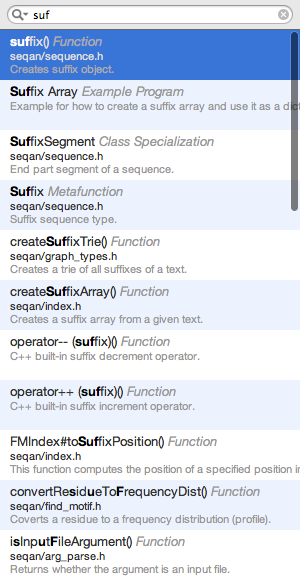 suf
suffix() Function
seqan/sequence.h
Creates suffix object.
Suffix Array Example Program
Example for how to create a suffix array and use it as a dict
SuffixSegment Class Specialization
seqan/sequence.h
End part segment of a sequence.
Suffix Metafunction
seqan/sequence.h
Suffix sequence type.
createSuffixTrie() Function
seqan/graph_types.h
Creates a trie of all suffixes of a text.
createSuffixArray() Function
seqan/index.h
Creates a suffix array from a given text.
operator-- (suffix)() Function
C++ built-in suffix decrement operator.
operator++ (suffix)() Function
C++ built-in suffix increment operator.
FMIndex#toSuffixPosition() Function
seqan/index.h
This function computes the position of a specified position in
convertResidueToFrequencyDist() Function
seqan/find_motif.h
Coverts a residue to a frequency distribution (profile).
isInputFileArgument() Function
seqan/arg_parse.h
Returns whether the argument is an input file.